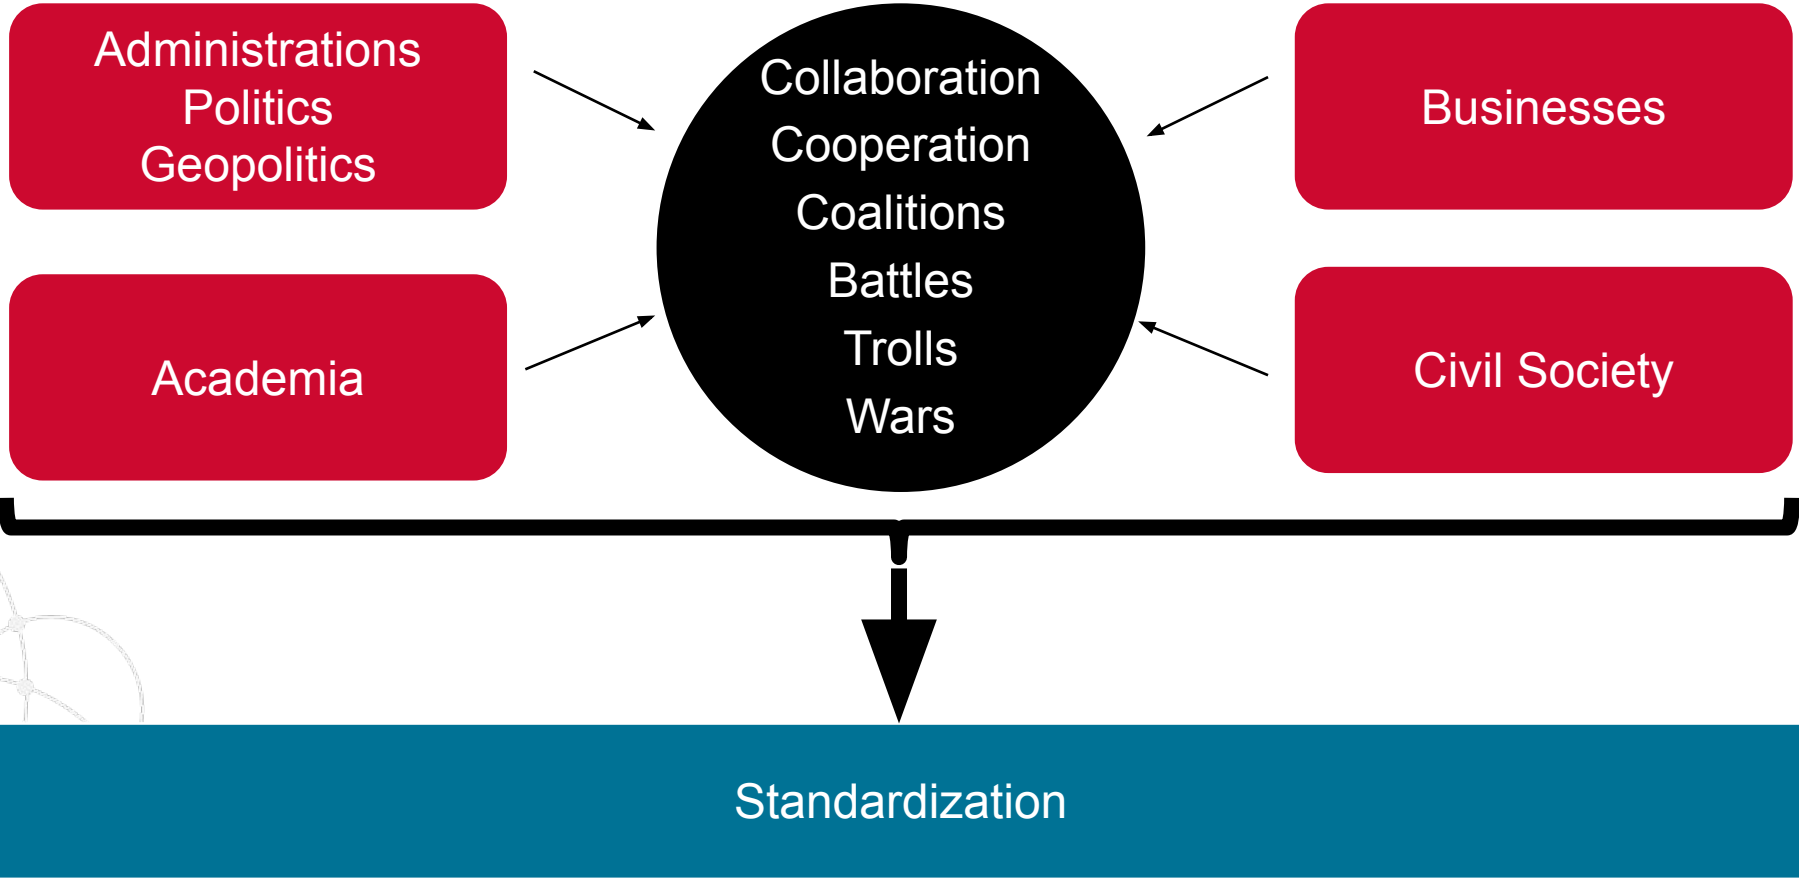 Administrations
Politics
Geopolitics
Academia
Collaboration
Cooperation
Coalitions
Battles
Trolls
Wars
Businesses
Civil Society
Standardization